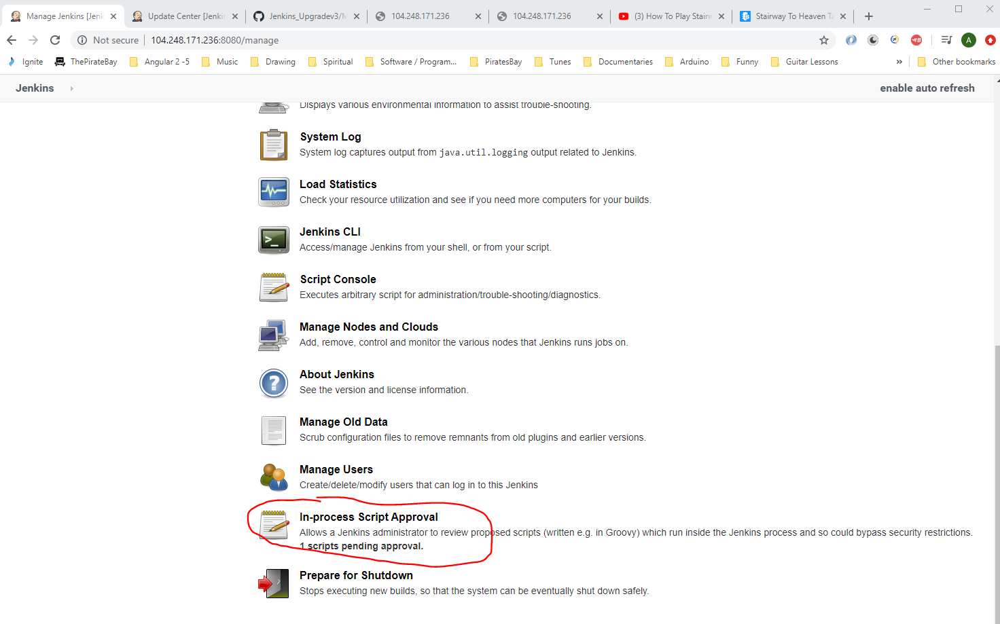 Manage Jenkins [Jenk
Update Center [Jenkin
Jenkins_Upgradev3/M
104.248.171.236
104.248.171.236
(3) How To Play Stairw
Stairway To Heaven Ta
Not secure
104.248.171.236:8080/manage
A
Ignite
ThePirateBay
Angular 2 -5
Music
Drawing
Spiritual
Software / Program...
PiratesBay
Tunes
Documentaries
Arduino
Funny
Guitar Lessons
»
Other bookmarks
Jenkins
enable auto refresh
Displays various environmental information to assist trouble-shooting.
System Log
System log captures output from java.util.logging output related to Jenkins.
Load Statistics
Check your resource utilization and see if you need more computers for your builds.
Jenkins CLI
Access/manage Jenkins from your shell, or from your script.
Script Console
Executes arbitrary script for administration/trouble-shooting/diagnostics.
Manage Nodes and Clouds
Add, remove, control and monitor the various nodes that Jenkins runs jobs on.
About Jenkins
See the version and license information.
Manage Old Data
Scrub configuration files to remove remnants from old plugins and earlier versions.
Manage Users
Create/delete/modify users that can log in to this Jenkins
In-process Script Approval
Allows a Jenkins administrator to review proposed scripts (written e.g. in Groovy) which run inside the Jenkins process and so could bypass security restrictions.
1 scripts pending approval.
Prepare for Shutdown
Stops executing new builds, so that the system can be eventually shut down safely.